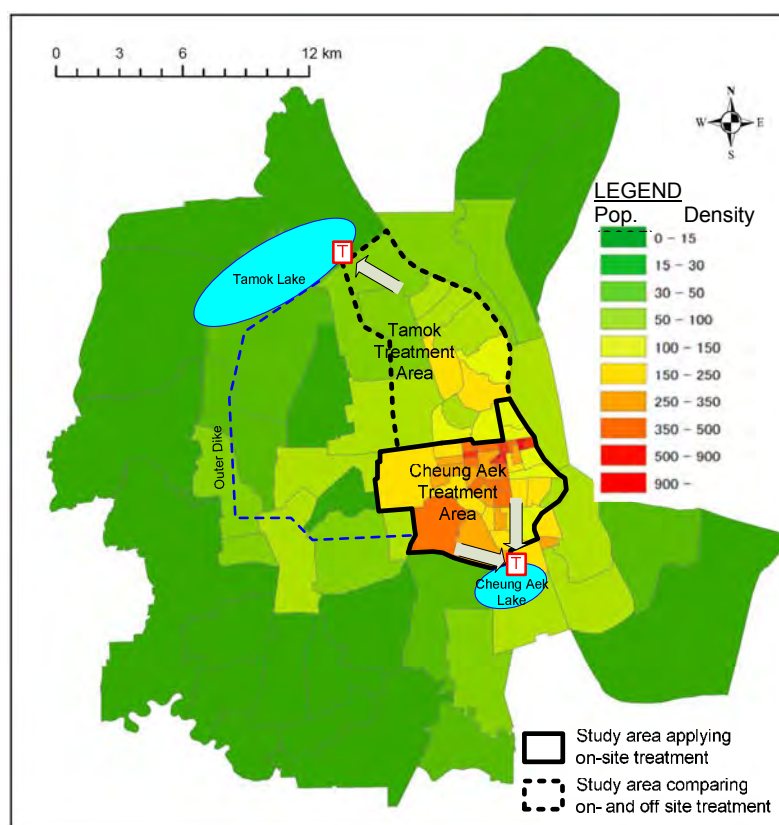 0 3 6 12 km
N
W E
S
LEGEND
Pop. Density
0 – 15
15 – 30
30 – 50
50 – 100
100 – 150
150 – 250
250 – 350
350 – 500
500 – 900
900 –
T
Tamok Lake
Tamok
Treatment
Area
Outer Dike
Cheung Aek
Treatment
Area
T
Cheung Aek
Lake
Study area applying
on-site treatment
Study area comparing
on- and off site treatment